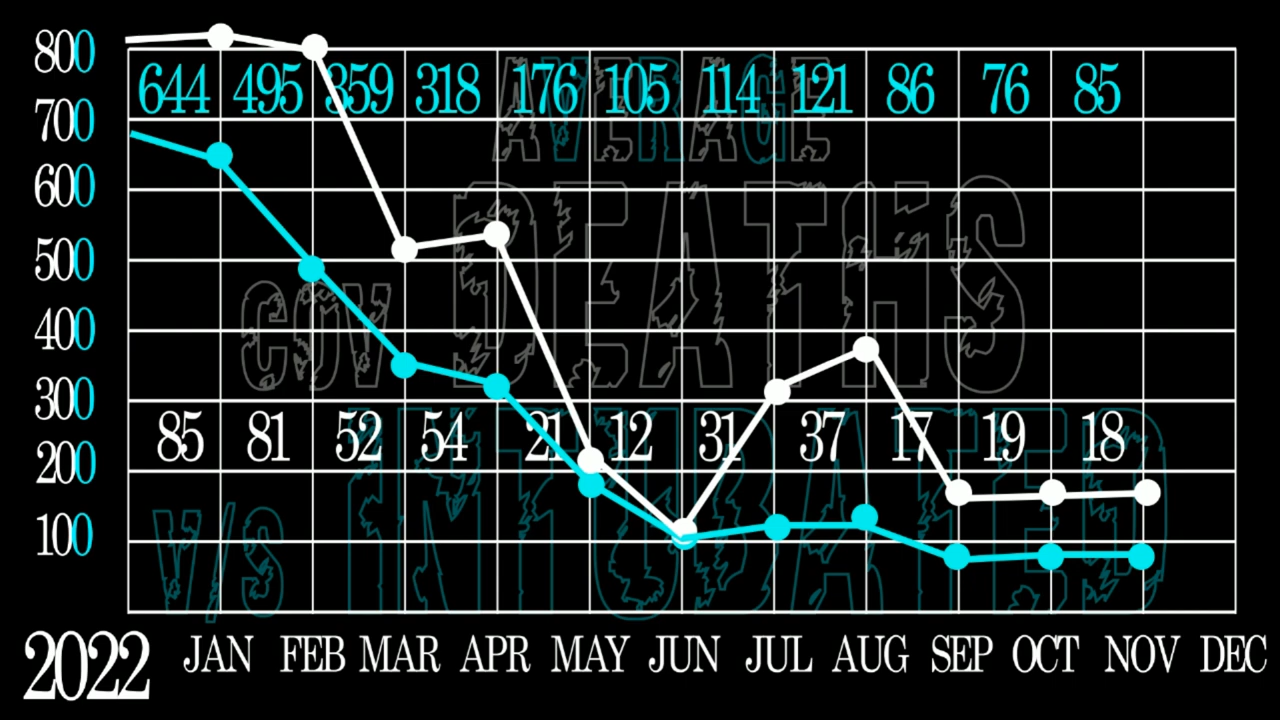 800
644 495 359 318 176 105 114 121 86 76 85
AVERAGE
700
600
DEATHS
500
COV
400
300
85 81 52 54 21 12 31 37 17 19 18
200
V/S INTUBATED
100
2022 JAN FEB MAR APR MAY JUN JUL AUG SEP OCT NOV DEC